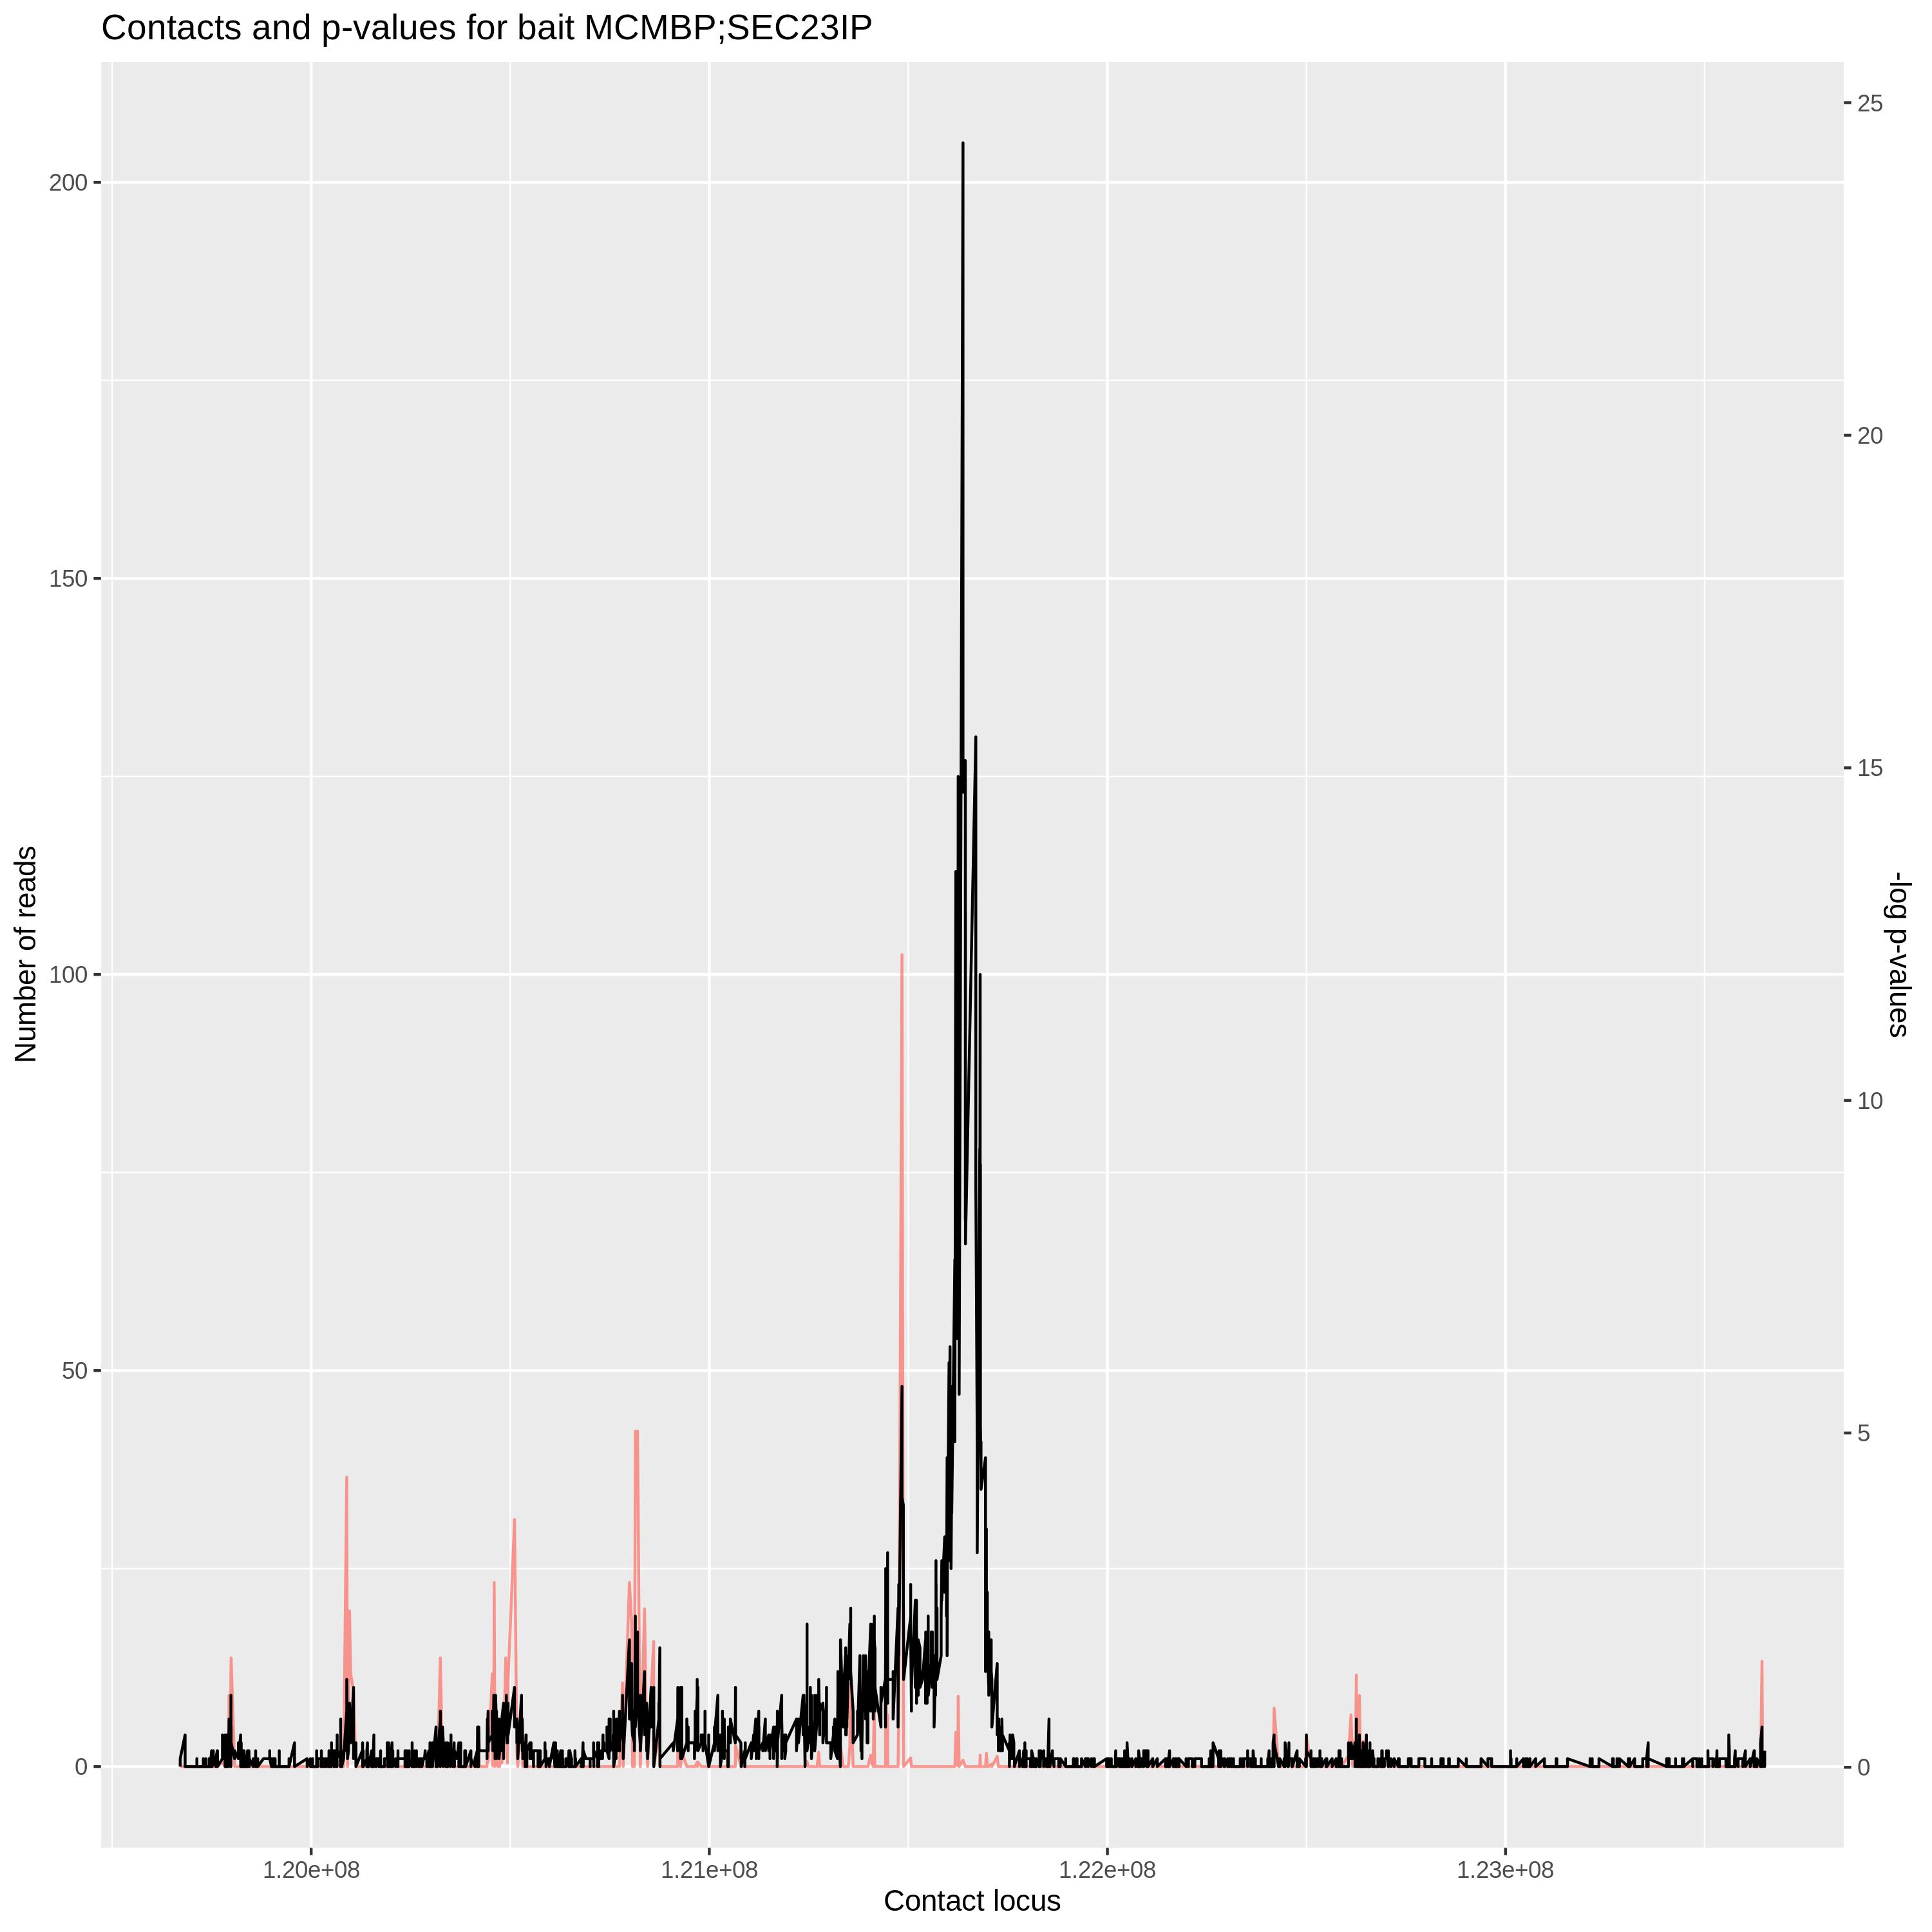 Contacts and p-values for bait MCMBP;SEC23IP
Number of reads
200
150
100
50
0
25
20
15
10
5
0
-log p-values
1.20e+08
1.21e+08
1.22e+08
1.23e+08
Contact locus